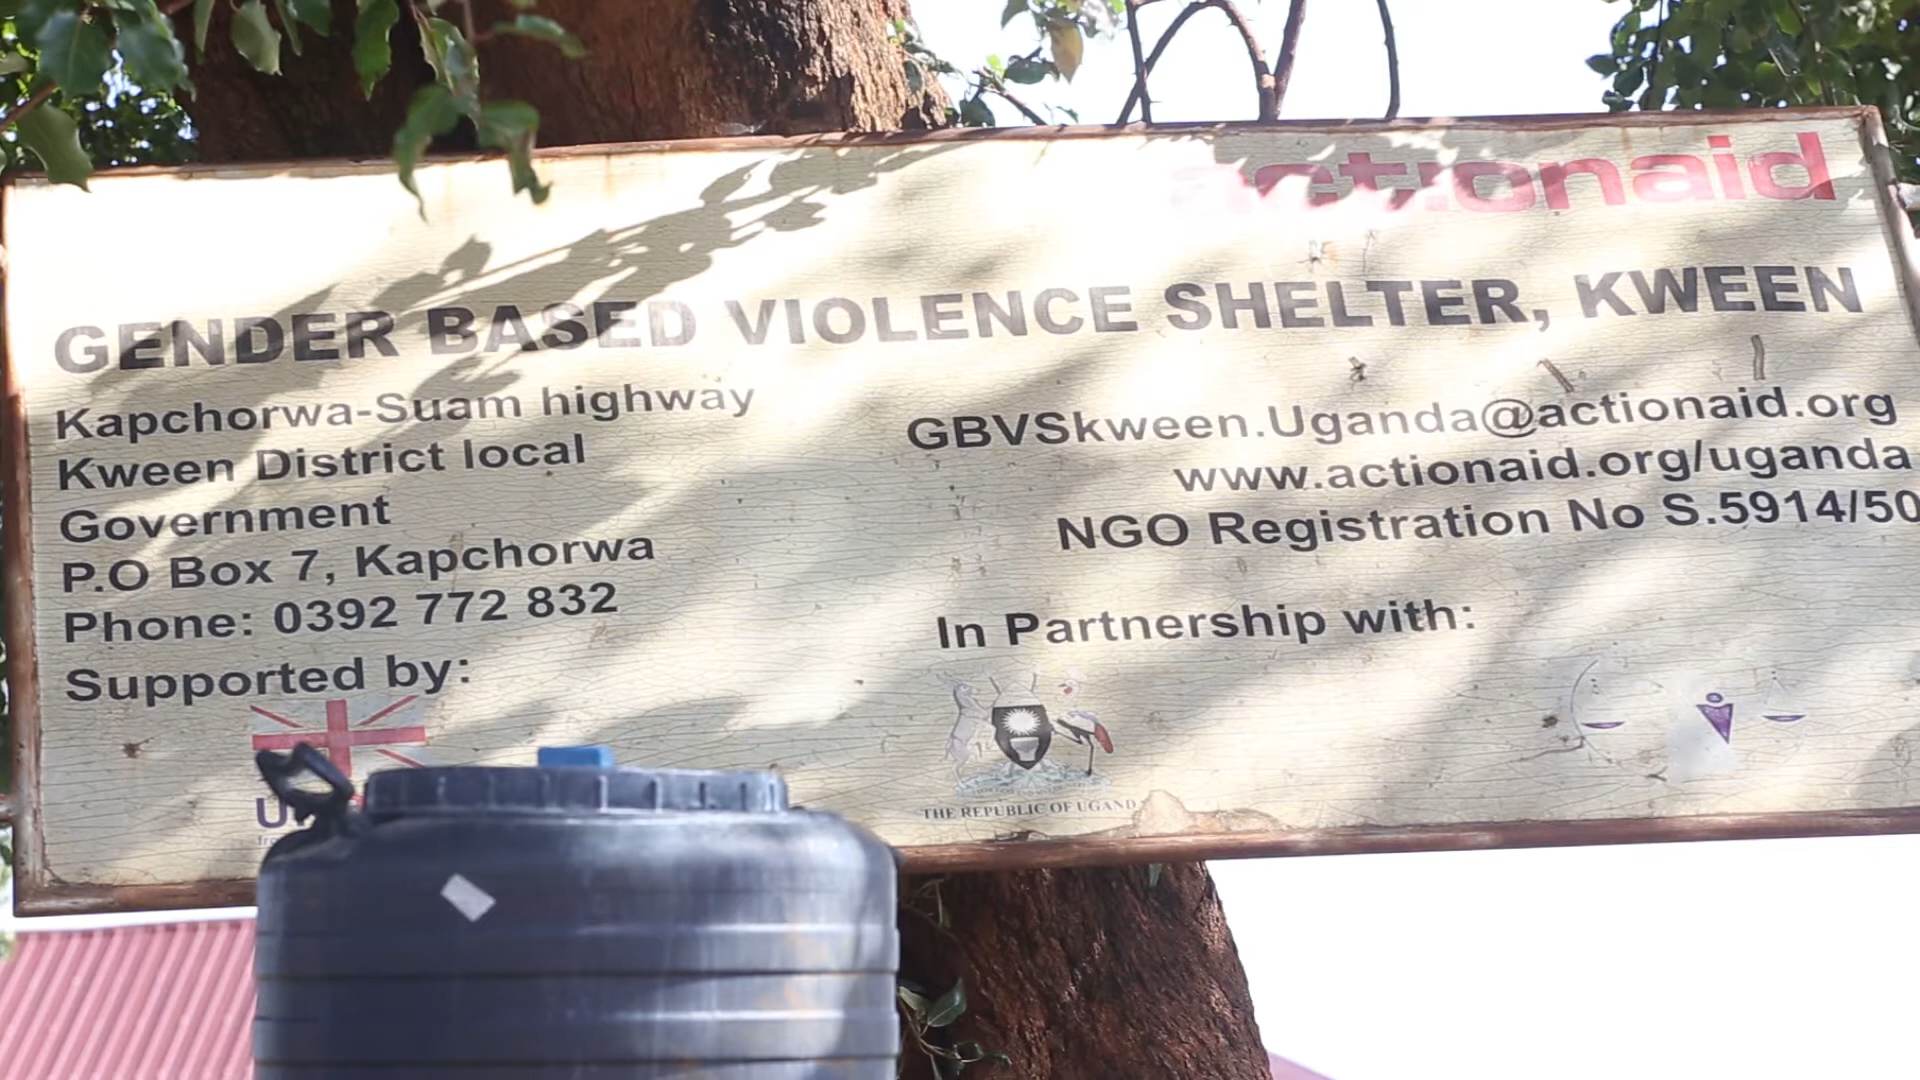 actionaid
GENDER BASED VIOLENCE SHELTER, KWEEN
Kapchorwa-Suam highway
Kween District local
Government
P.O Box 7, Kapchorwa
Phone: 0392 772 832
Supported by:
GBVSkween.Uganda@actionaid.org
www.actionaid.org/uganda
NGO Registration No S.5914/50
In Partnership with:
THE REPUBLIC OF UGAND